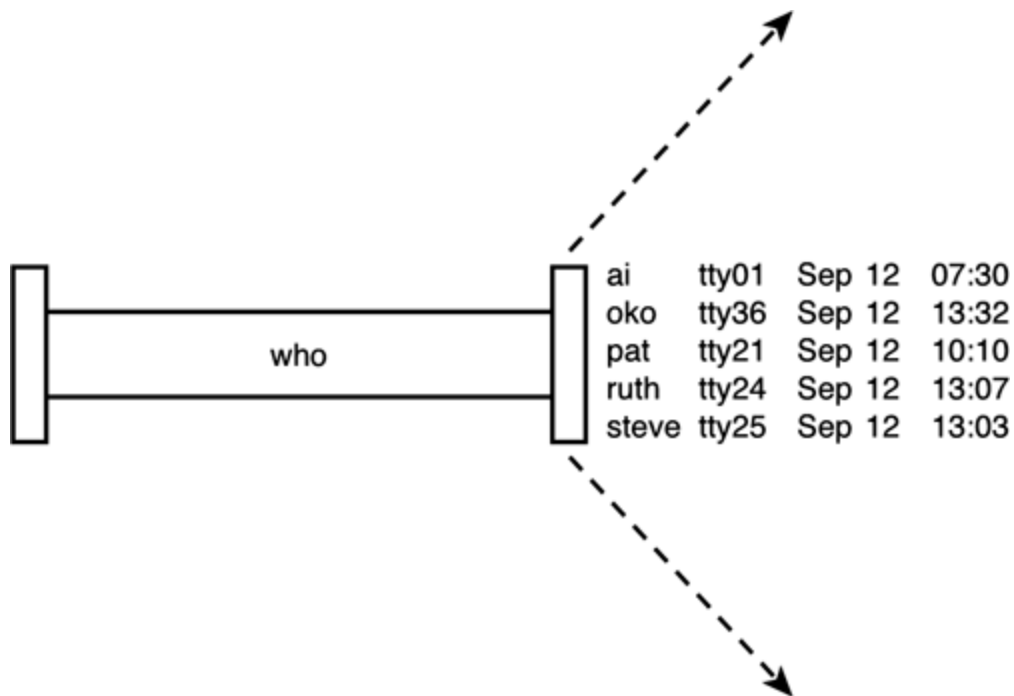 who
ai tty01 Sep 12 07:30
oko tty36 Sep 12 13:32
pat tty21 Sep 12 10:10
ruth tty24 Sep 12 13:07
steve tty25 Sep 12 13:03